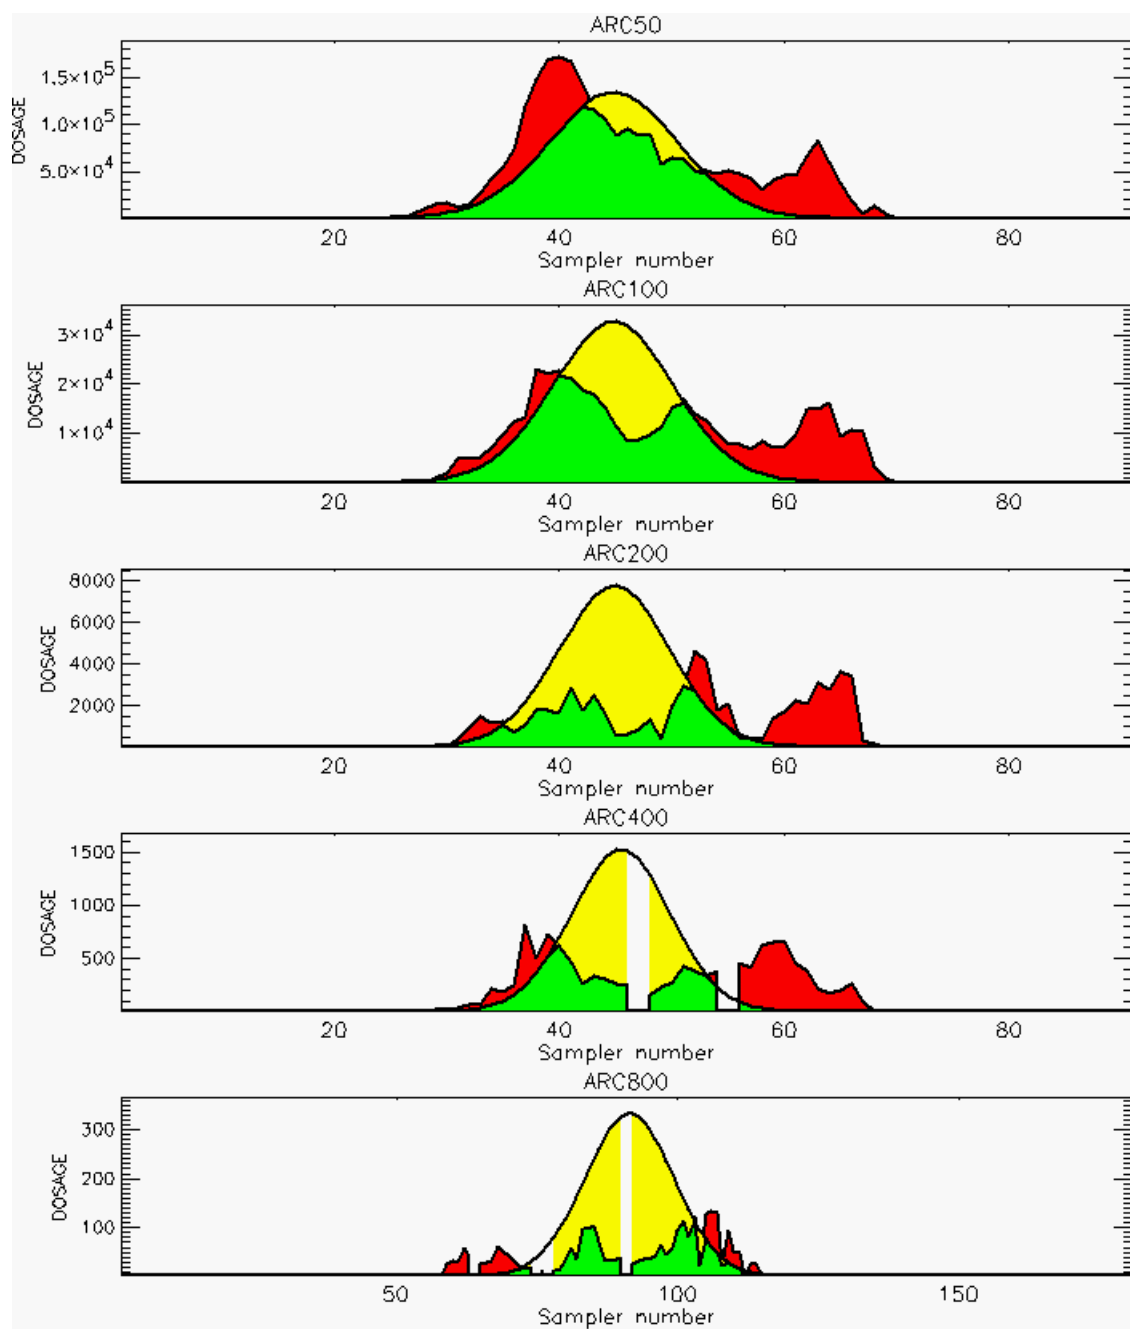 ARC50
1.5×10^5
1.0×10^5
5.0×10^4
DOSAGE
20 40 60 80
Sampler number
ARC100
3×10^4
2×10^4
1×10^4
DOSAGE
20 40 60 80
Sampler number
ARC200
8000
6000
4000
2000
DOSAGE
20 40 60 80
Sampler number
ARC400
1500
1000
500
DOSAGE
20 40 60 80
Sampler number
ARC800
300
200
100
DOSAGE
50 100 150
Sampler number